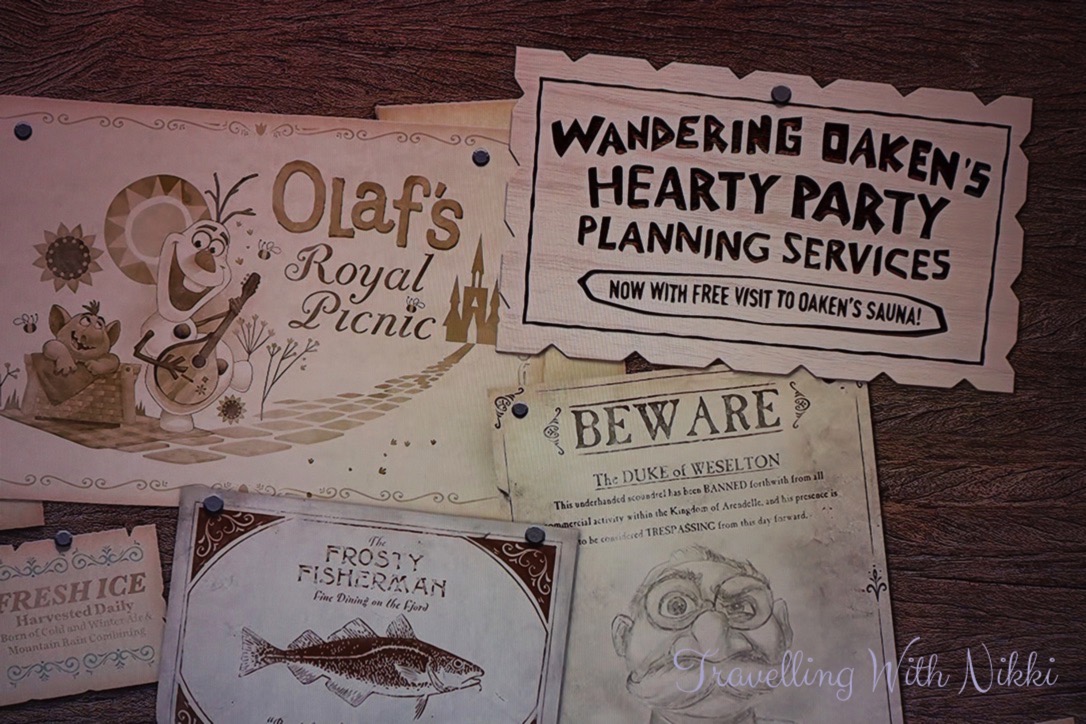 Olaf's
Royal
Picnic
WANDERING OAKEN'S
HEARTY PARTY
PLANNING SERVICES
NOW WITH FREE VISIT TO OAKEN'S SAUNA!
BEWARE
The DUKE of WESELTON
This underhanded scoundrel has been BANNED forthwith from all
commercial activity within the Kingdom of Arendelle, and his presence is
to be considered TRESPASSING from this day forward.
The
FROSTY
FISHERMAN
Fine Dining on the Fjord
FRESH ICE
Harvested Daily
Born of Cold and Winter Air &
Mountain Rain Combining
Travelling With Nikki